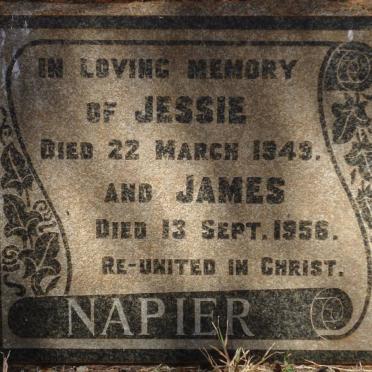 IN LOVING MEMORY
OF JESSIE
DIED 22 MARCH 1949.
AND JAMES
DIED 13 SEPT. 1956.
RE-UNITED IN CHRIST.
NAPIER